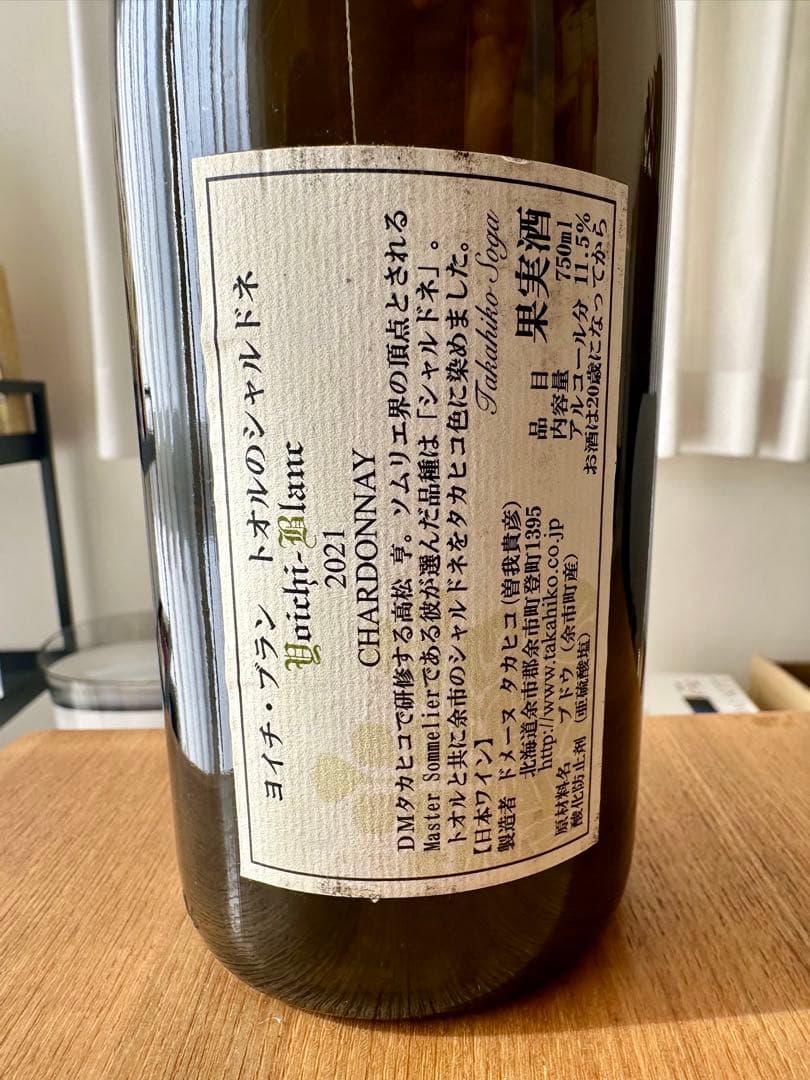 ヨイチ・ブラン トオルのシャルドネ
Yoichi-Blanc
2021
CHARDONNAY
DMタカヒコで研修する高松 亨。ソムリエ界の頂点とされる
Master Sommelierである彼が選んだ品種は「シャルドネ」。
トオルと共に余市のシャルドネをタカヒコ色に染めました。
【日本ワイン】 Takahiko Soga
製造者 ドメーヌ タカヒコ(曽我貴彦)
北海道余市郡余市町登町1395
http://www.takahiko.co.jp
原材料名 ブドウ(余市町産)
酸化防止剤(亜硫酸塩)
品目 果実酒
内容量 750ml
アルコール分 11.5%
お酒は20歳になってから